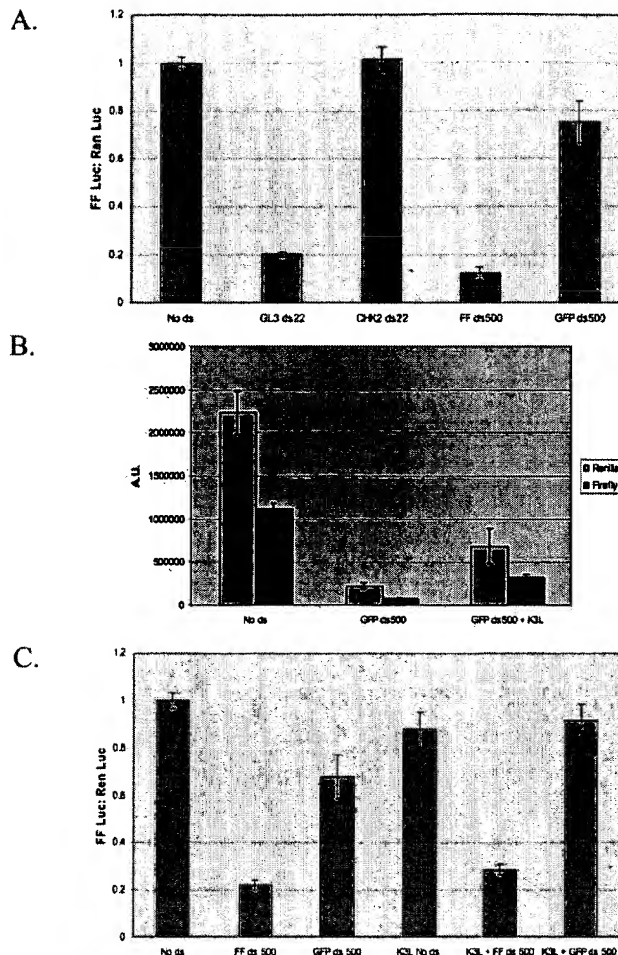 A.
1.2
1
0.8
0.6
0.4
0.2
0
FF Luc: Ran Luc
No ds
GL3 ds22
CHK2 ds22
FF ds500
GFP ds500
B.
3000000
2500000
2000000
1500000
1000000
500000
0
A.U.
Renilla
Firefly
No ds
GFP ds500
GFP ds500 + K3L
C.
1.2
1
0.8
0.6
0.4
0.2
0
FF Luc: Ren Luc
No ds
FF ds 500
GFP ds 500
K3L No ds
K3L + FF ds 500
K3L + GFP ds 500